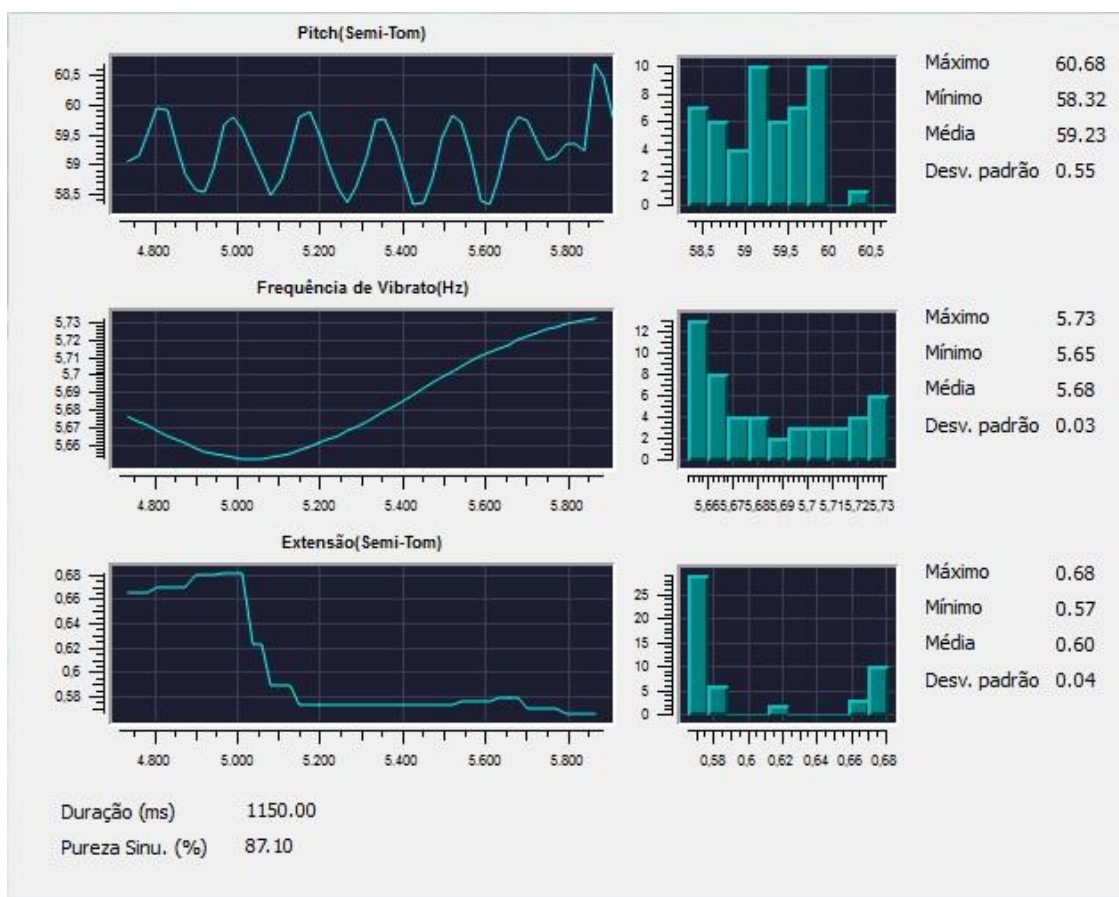 Pitch(Semi-Tom)
60,5
60
59,5
59
58,5
4.800 5.000 5.200 5.400 5.600 5.800
10
8
6
4
2
0
58,5 59 59,5 60 60,5
Máximo 60.68
Mínimo 58.32
Média 59.23
Desv. padrão 0.55
Frequência de Vibrato(Hz)
5,73
5,72
5,71
5,7
5,69
5,68
5,67
5,66
4.800 5.000 5.200 5.400 5.600 5.800
12
10
8
6
4
2
0
5,665,675,685,69 5,7 5,715,725,73
Máximo 5.73
Mínimo 5.65
Média 5.68
Desv. padrão 0.03
Extensão(Semi-Tom)
0,68
0,66
0,64
0,62
0,6
0,58
4.800 5.000 5.200 5.400 5.600 5.800
25
20
15
10
5
0
0,58 0,6 0,62 0,64 0,66 0,68
Máximo 0.68
Mínimo 0.57
Média 0.60
Desv. padrão 0.04
Duração (ms) 1150.00
Pureza Sinu. (%) 87.10